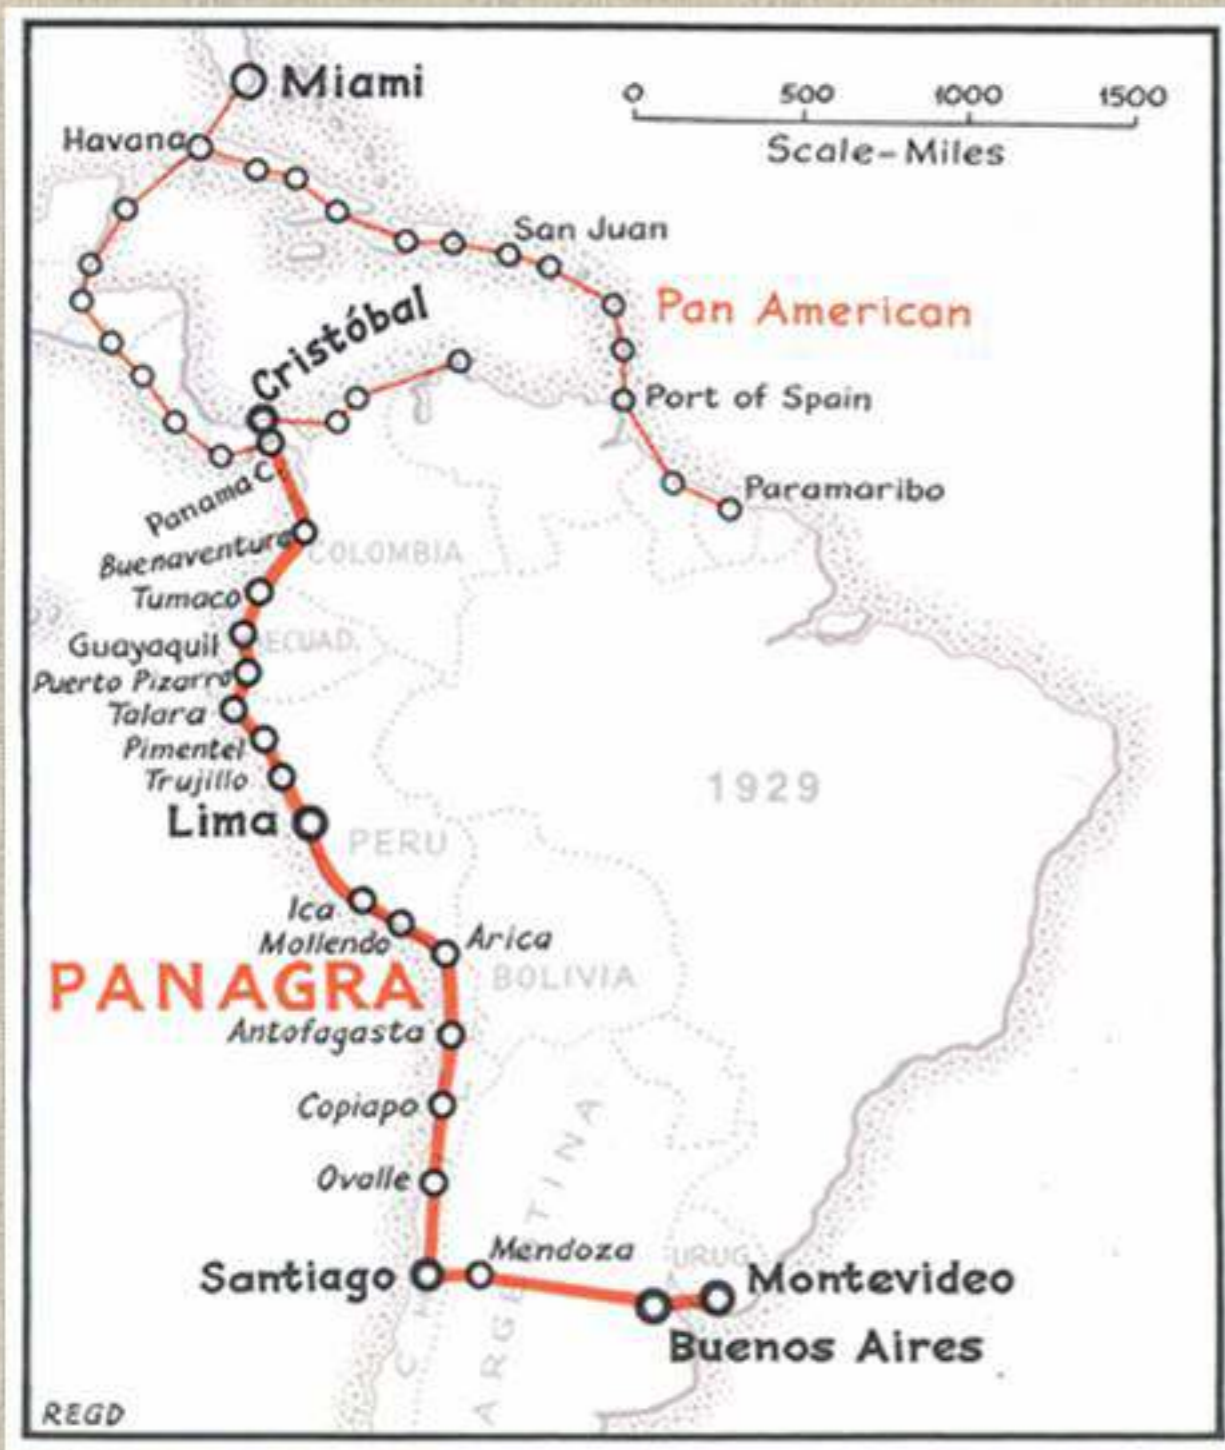 Miami
0 500 1000 1500
Scale-Miles
Havana
San Juan
Pan American
Cristóbal
Port of Spain
Panama C.
Paramaribo
Buenaventura
COLOMBIA
Tumaco
Guayaquil
ECUAD.
Puerto Pizarro
Talara
Pimentel
1929
Trujillo
Lima
PERU
Ica
Mollendo
Arica
PANAGRA
BOLIVIA
Antofagasta
Copiapo
ARGENTINA
Ovalle
Mendoza
URUG.
Santiago
Montevideo
Buenos Aires
REGD